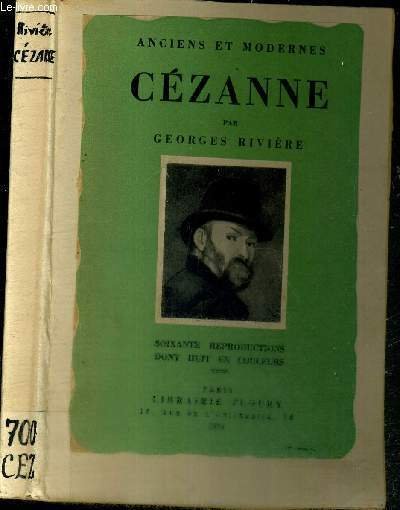 © Le-livre.com
Rivière
CÉZANNE
700
CEZ
ANCIENS ET MODERNES
CÉZANNE
PAR
GEORGES RIVIÈRE
SOIXANTE REPRODUCTIONS
DONT HUIT EN COULEURS
PARIS
LIBRAIRIE FLOURY